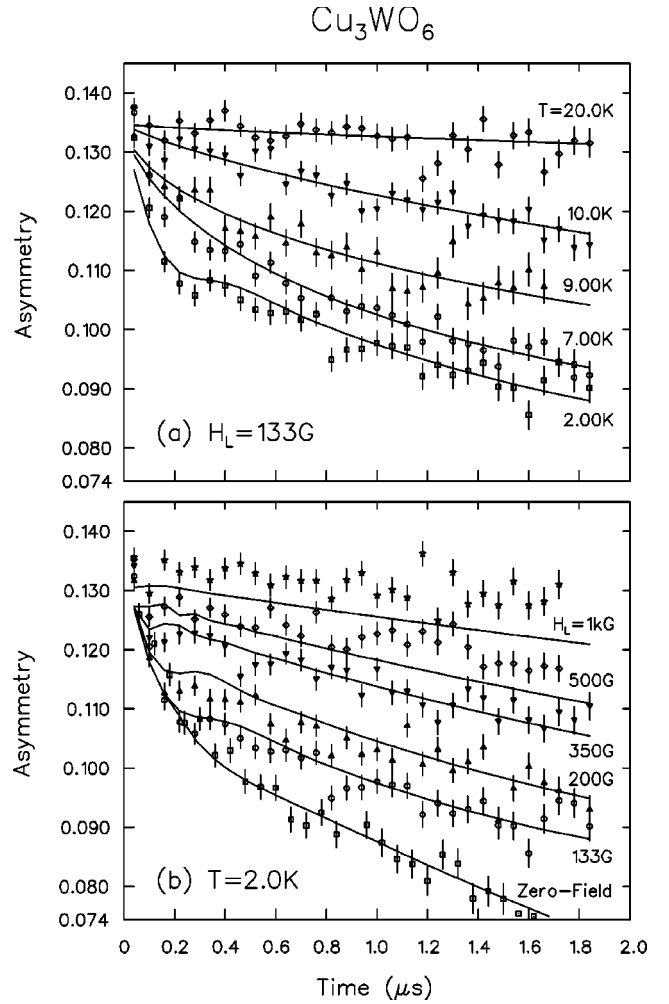 Cu₃WO₆
0.140
0.130
0.120
0.110
0.100
0.090
0.080
0.074
Asymmetry
T=20.0K
10.0K
9.00K
7.00K
2.00K
(a) H_L=133G
0.140
0.130
0.120
0.110
0.100
0.090
0.080
0.074
Asymmetry
H_L=1kG
500G
350G
200G
133G
Zero-Field
(b) T=2.0K
0 0.2 0.4 0.6 0.8 1.0 1.2 1.4 1.6 1.8 2.0
Time (μs)